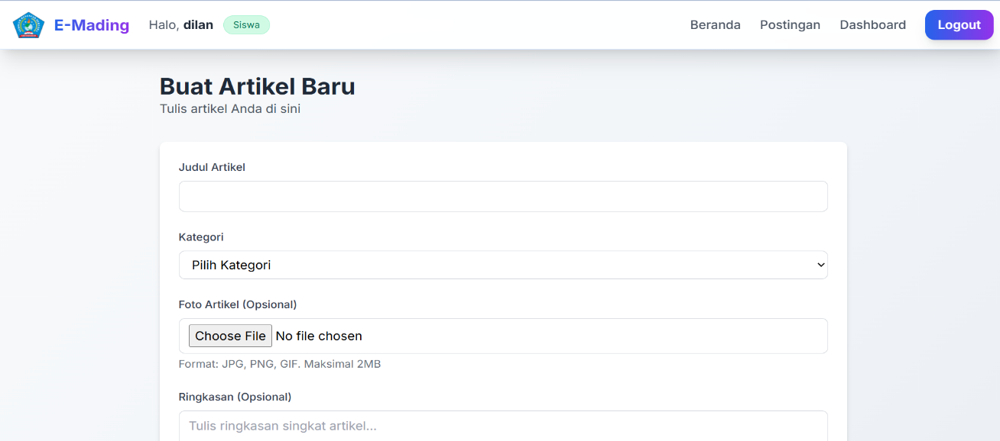 E-Mading Halo, dilan Siswa Beranda Postingan Dashboard Logout
Buat Artikel Baru
Tulis artikel Anda di sini
Judul Artikel
Kategori
Pilih Kategori
Foto Artikel (Opsional)
Choose File No file chosen
Format: JPG, PNG, GIF. Maksimal 2MB
Ringkasan (Opsional)
Tulis ringkasan singkat artikel...